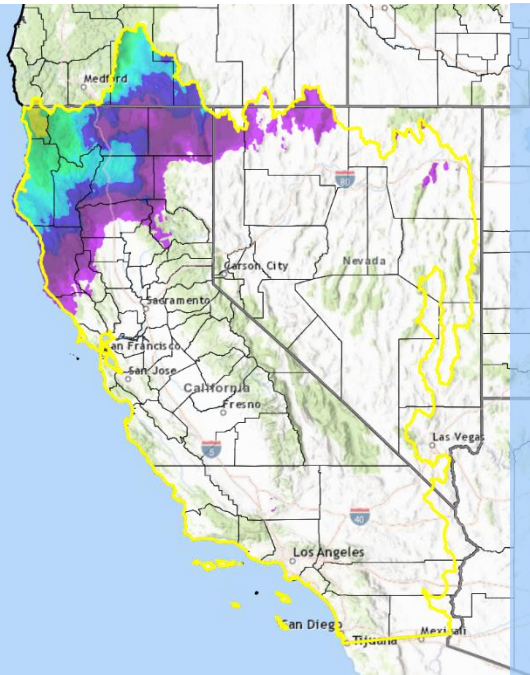 Medford
80
Carson City
Nevada
Sacramento
an Francisco
San Jose
California
Fresno
Las Vegas
5
40
Los Angeles
San Diego
Tijuana
Mexicali